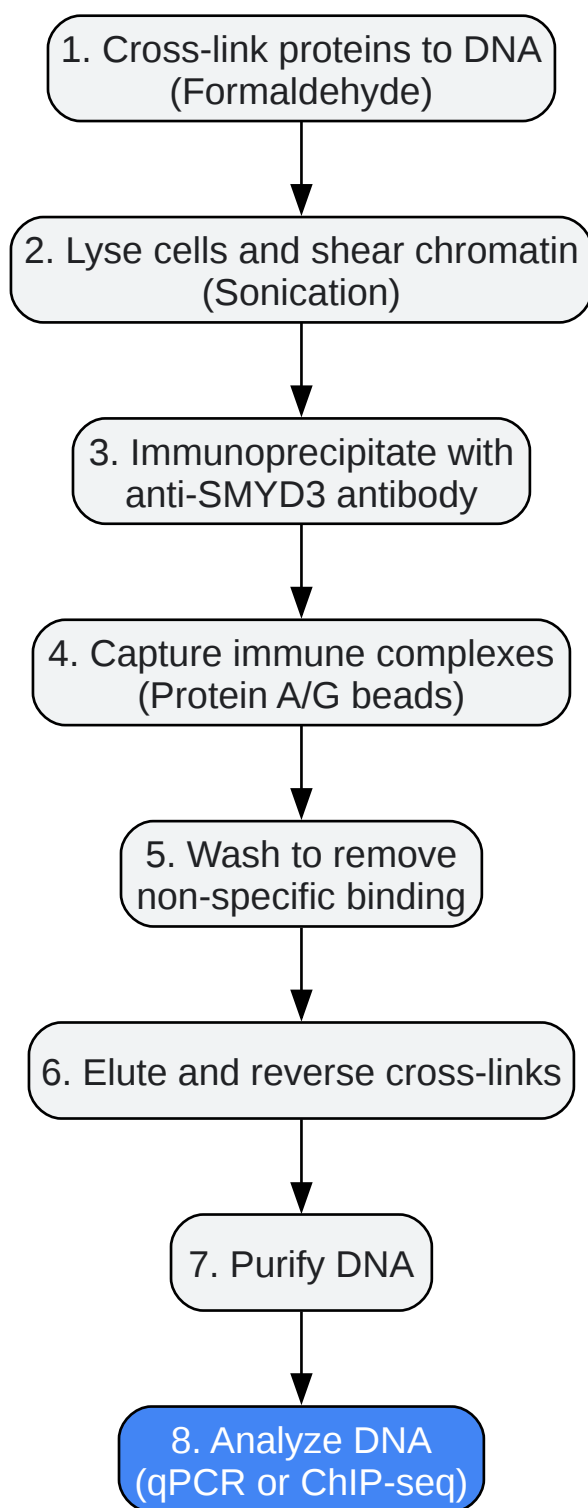 1. Cross-link proteins to DNA
(Formaldehyde)
2. Lyse cells and shear chromatin
(Sonication)
3. Immunoprecipitate with
anti-SMYD3 antibody
4. Capture immune complexes
(Protein A/G beads)
5. Wash to remove
non-specific binding
6. Elute and reverse cross-links
7. Purify DNA
8. Analyze DNA
(qPCR or ChIP-seq)